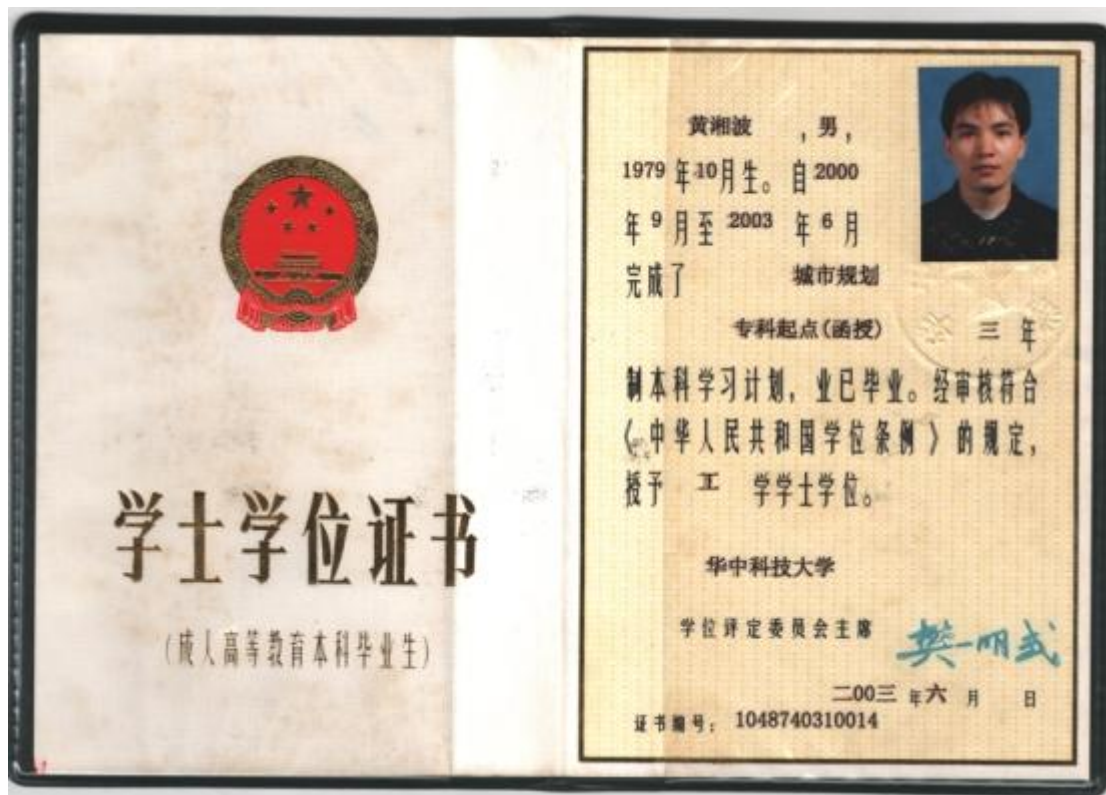 学士学位证书
(成人高等教育本科毕业生)
黄湘波 , 男,
1979 年 10 月生。自 2000
年 9 月至 2003 年 6 月
完成了 城市规划
专科起点(函授) 三 年
制本科学习计划, 业已毕业。经审核符合
《中华人民共和国学位条例》的规定,
授予 工 学学士学位。
华中科技大学
学位评定委员会主席 樊明武
二00三 年 六 月 日
证书编号: 1048740310014